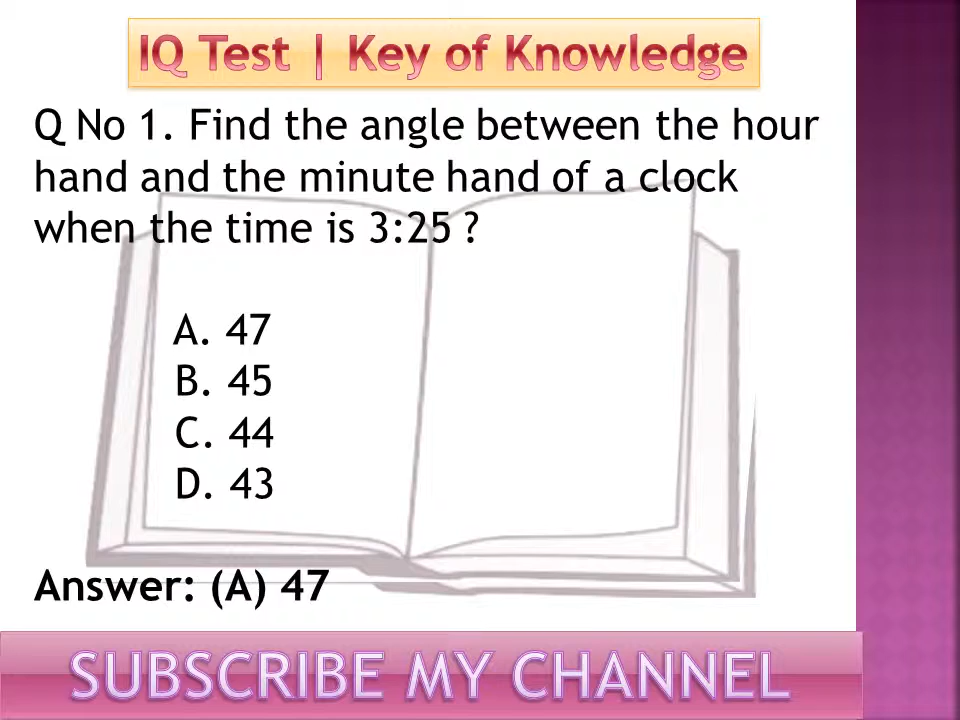 IQ Test | Key of Knowledge
Q No 1. Find the angle between the hour
hand and the minute hand of a clock
when the time is 3:25 ?
A. 47
B. 45
C. 44
D. 43
Answer: (A) 47
SUBSCRIBE MY CHANNEL